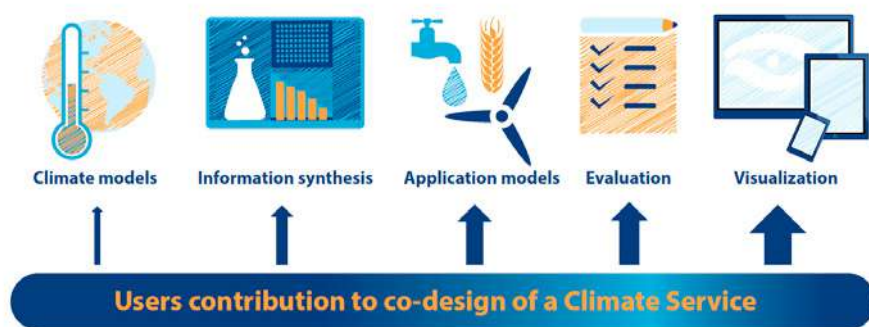 Climate models
Information synthesis
Application models
Evaluation
Visualization
Users contribution to co-design of a Climate Service